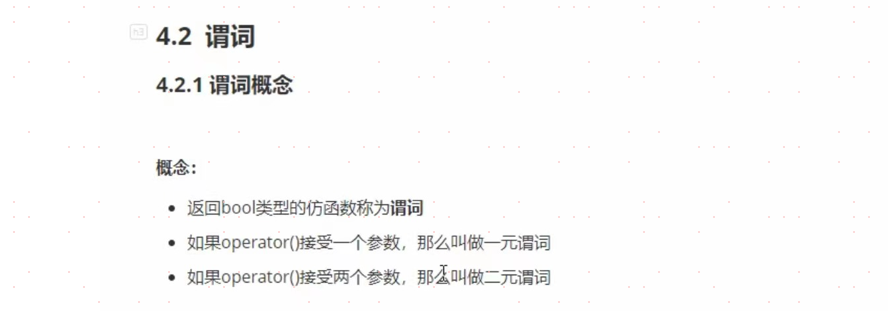 4.2 谓词
4.2.1 谓词概念
概念：
返回bool类型的仿函数称为谓词
如果operator()接受一个参数，那么叫做一元谓词
如果operator()接受两个参数，那么叫做二元谓词